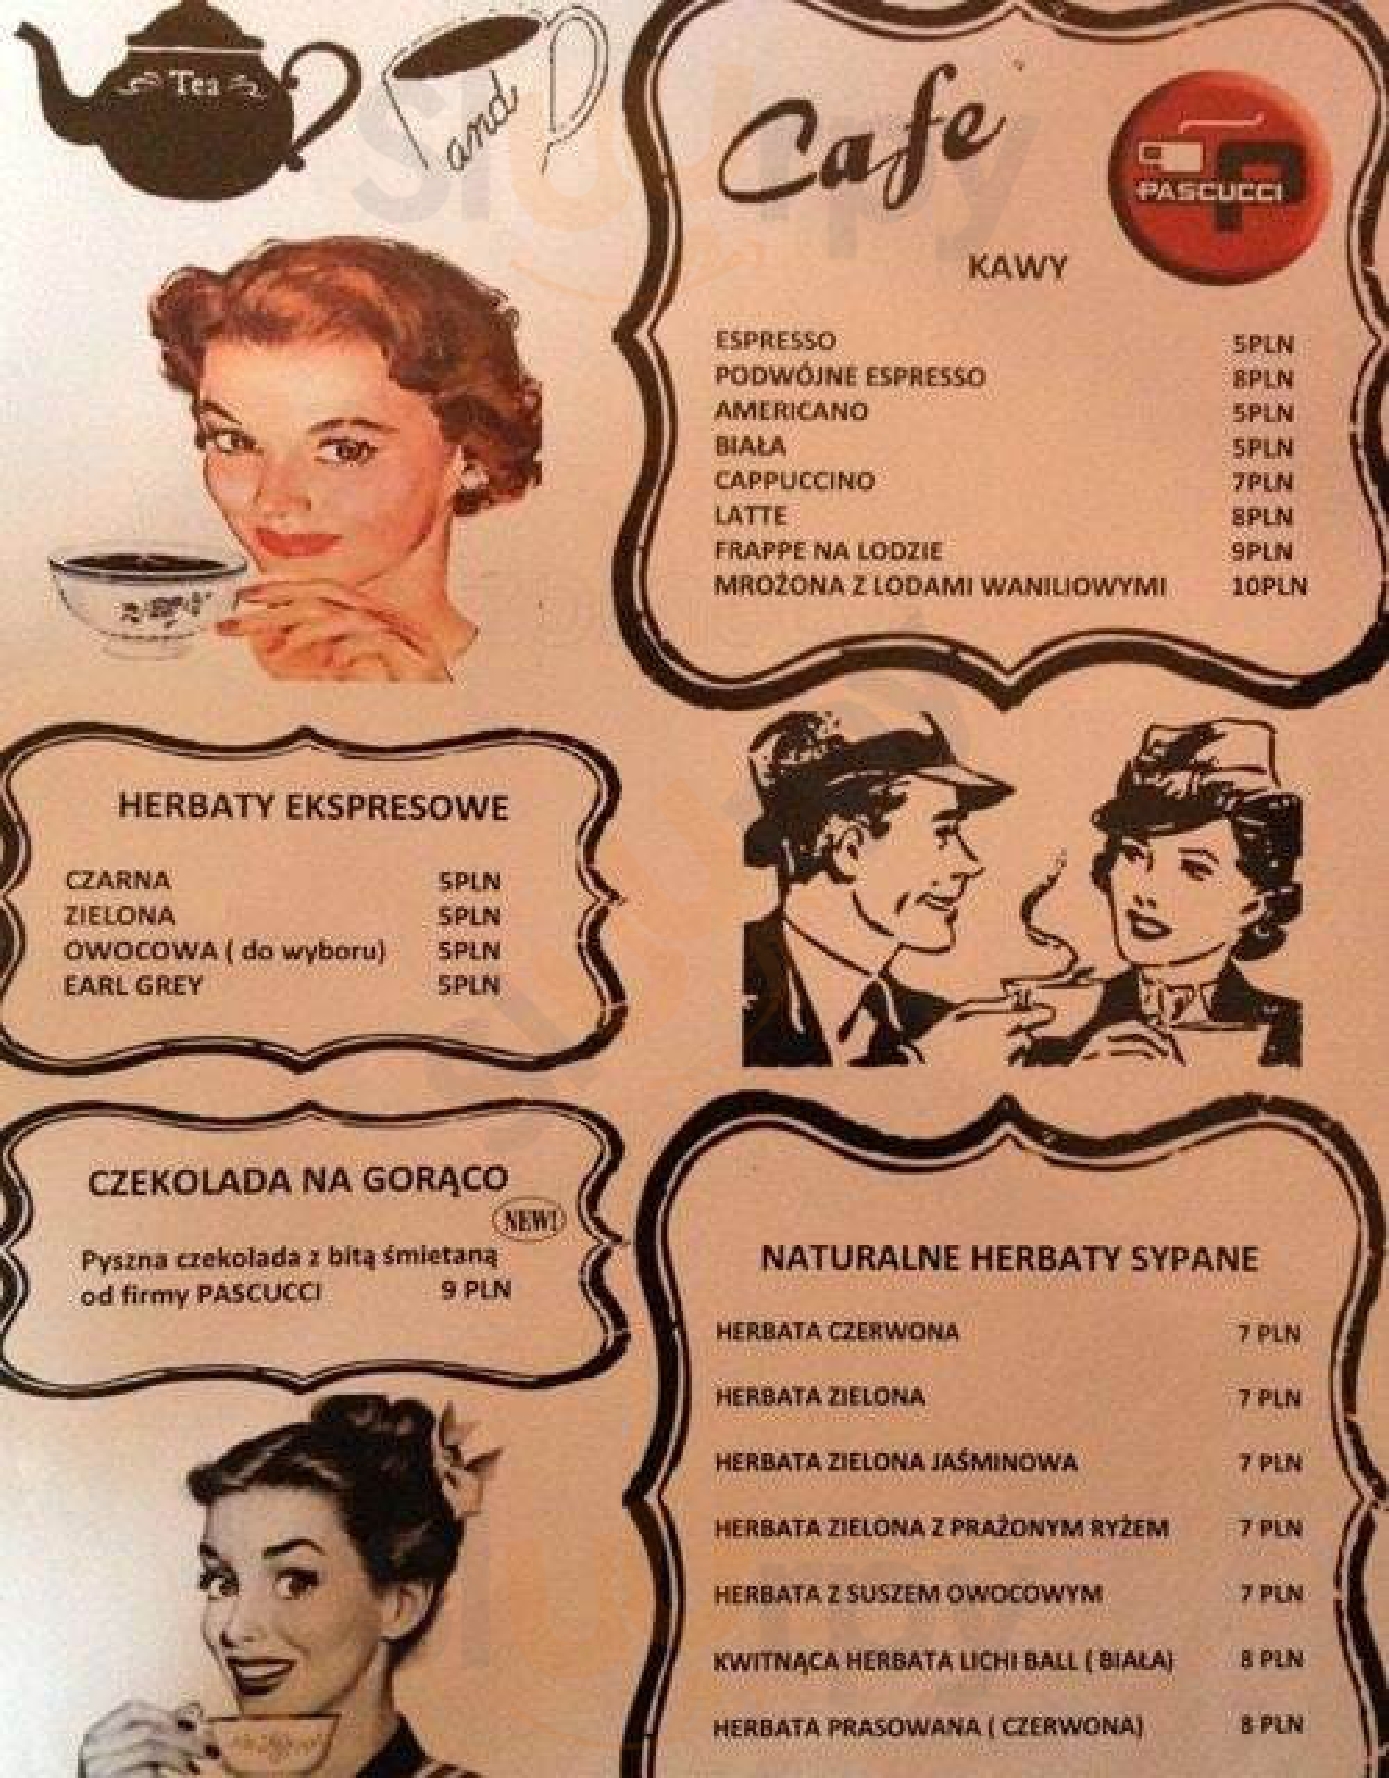 Tea
and
Cafe
PASCUCCI
KAWY
ESPRESSO 5PLN
PODWÓJNE ESPRESSO 8PLN
AMERICANO 5PLN
BIAŁA 5PLN
CAPPUCCINO 7PLN
LATTE 8PLN
FRAPPE NA LODZIE 9PLN
MROŻONA Z LODAMI WANILIOWYMI 10PLN
HERBATY EKSPRESOWE
CZARNA 5PLN
ZIELONA 5PLN
OWOCOWA ( do wyboru) 5PLN
EARL GREY 5PLN
CZEKOLADA NA GORĄCO
NEW!
Pyszna czekolada z bitą śmietaną
od firmy PASCUCCI 9 PLN
NATURALNE HERBATY SYPANE
HERBATA CZERWONA 7 PLN
HERBATA ZIELONA 7 PLN
HERBATA ZIELONA JAŚMINOWA 7 PLN
HERBATA ZIELONA Z PRAŻONYM RYŻEM 7 PLN
HERBATA Z SUSZEM OWOCOWYM 7 PLN
KWITNĄCA HERBATA LICHI BALL ( BIAŁA) 8 PLN
HERBATA PRASOWANA ( CZERWONA) 8 PLN